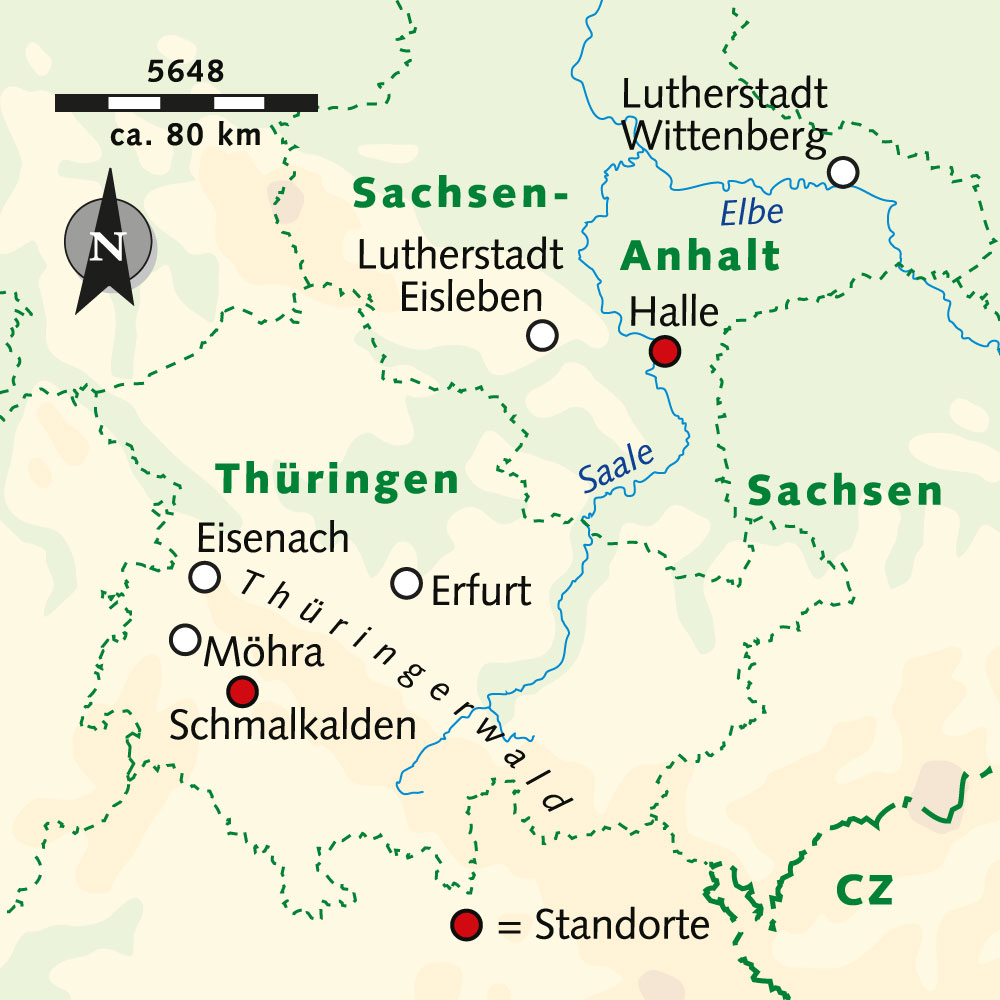 5648
ca. 80 km
N
Lutherstadt
Wittenberg
Elbe
Sachsen-
Anhalt
Lutherstadt
Eisleben
Halle
Saale
Thüringen
Sachsen
Eisenach
Erfurt
Thüringerwald
Möhra
Schmalkalden
CZ
= Standorte